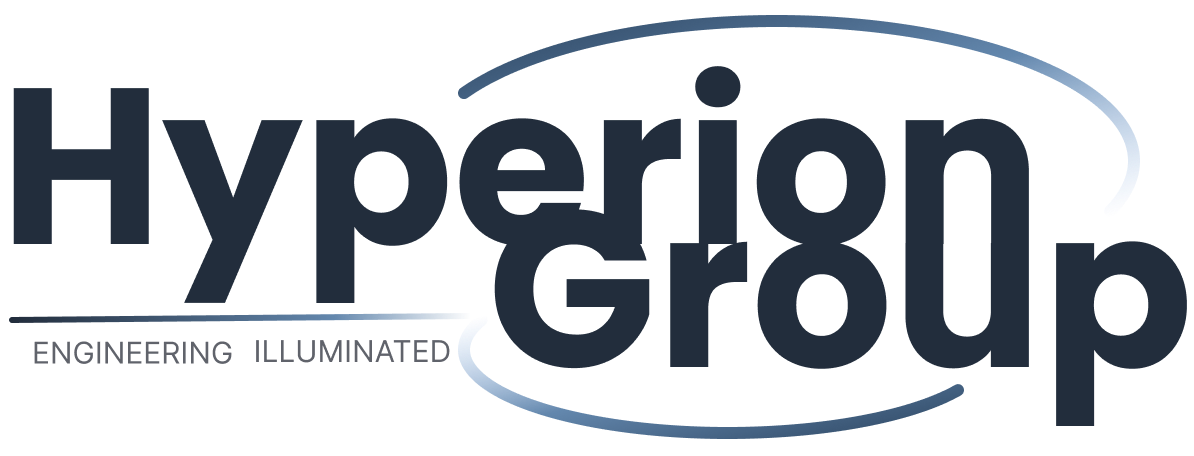 Hyperion
Group
ENGINEERING ILLUMINATED